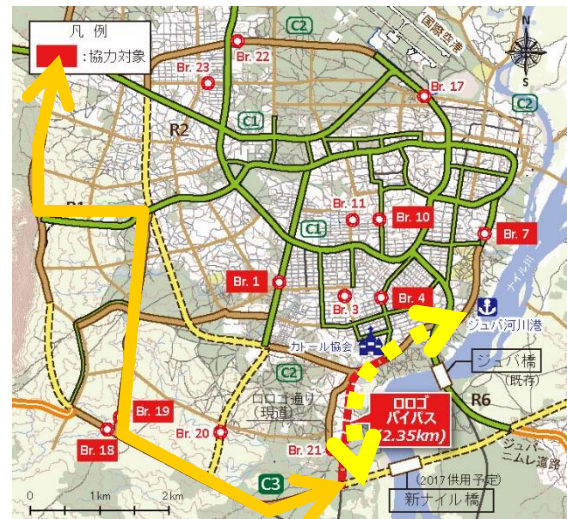 凡 例
:協力対象
C2
国際空港
N
S
Br. 22
Br. 23
Br. 17
C2
R2
C1
R1
Br. 11
Br. 10
Br. 7
C1
ナイル川
Br. 1
Br. 3
Br. 4
ジュバ河川港
カトール協会
ジュバ橋
(既存)
C2
ロロゴ通り
(現道)
ロロゴ
バイパス
(2.35km)
R6
Br. 19
Br. 18
Br. 20
Br. 21
ジュバ-
ニムレ道路
C3
(2017供用予定)
新ナイル橋
0 1km 2km